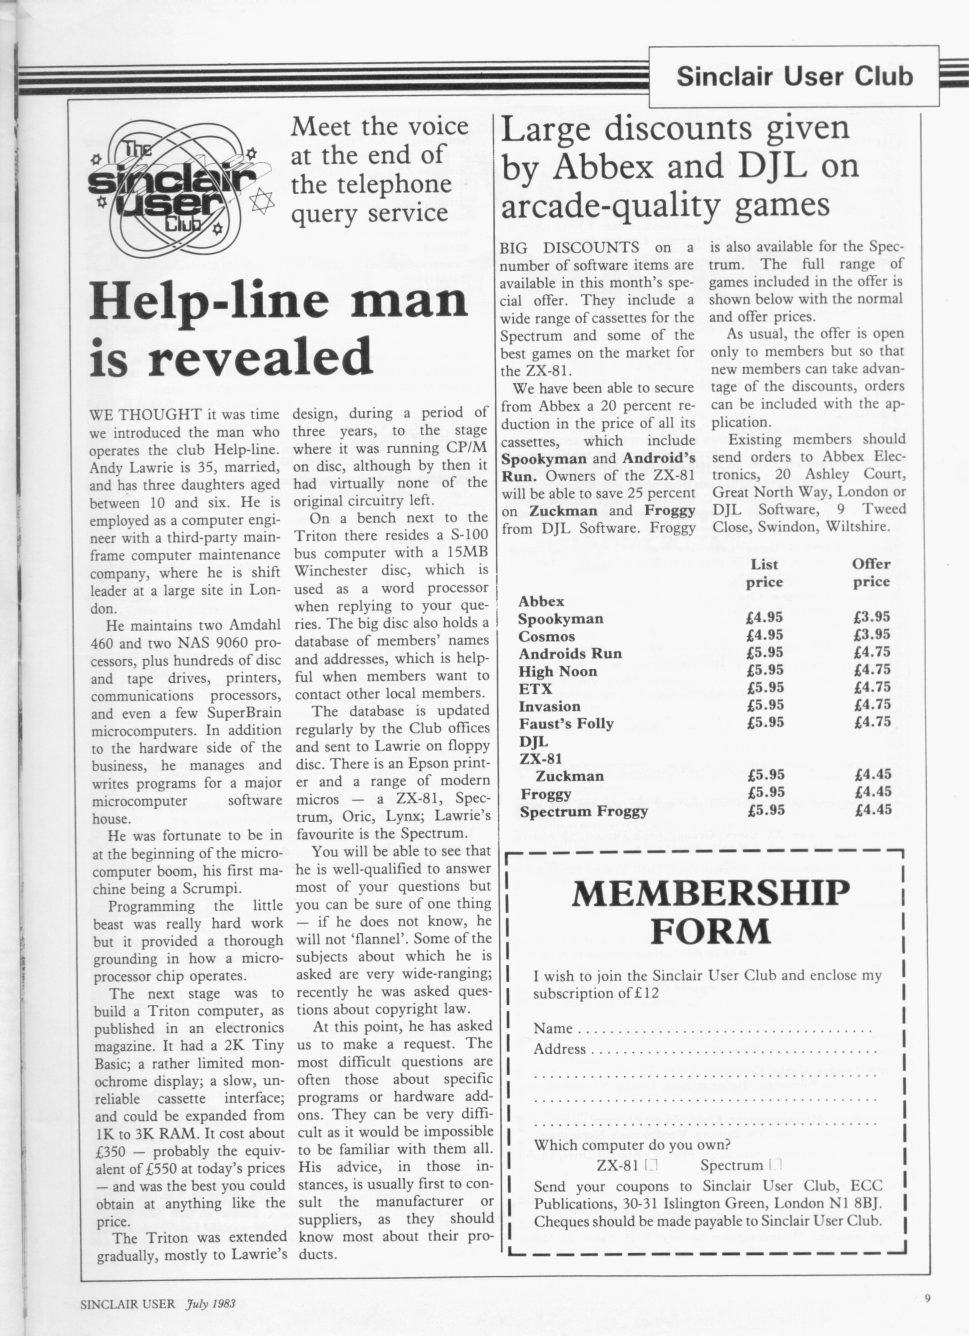 Sinclair User Club
The
sinclair
user
Club
Meet the voice
at the end of
the telephone
query service
Help-line man
is revealed
WE THOUGHT it was time
we introduced the man who
operates the club Help-line.
Andy Lawrie is 35, married,
and has three daughters aged
between 10 and six. He is
employed as a computer engi-
neer with a third-party main-
frame computer maintenance
company, where he is shift
leader at a large site in Lon-
don.
He maintains two Amdahl
460 and two NAS 9060 pro-
cessors, plus hundreds of disc
and tape drives, printers,
communications processors,
and even a few SuperBrain
microcomputers. In addition
to the hardware side of the
business, he manages and
writes programs for a major
microcomputer software
house.
He was fortunate to be in
at the beginning of the micro-
computer boom, his first ma-
chine being a Scrumpi.
Programming the little
beast was really hard work
but it provided a thorough
grounding in how a micro-
processor chip operates.
The next stage was to
build a Triton computer, as
published in an electronics
magazine. It had a 2K Tiny
Basic; a rather limited mon-
ochrome display; a slow, un-
reliable cassette interface;
and could be expanded from
1K to 3K RAM. It cost about
£350 — probably the equiv-
alent of £550 at today's prices
— and was the best you could
obtain at anything like the
price.
The Triton was extended
gradually, mostly to Lawrie's
design, during a period of
three years, to the stage
where it was running CP/M
on disc, although by then it
had virtually none of the
original circuitry left.
On a bench next to the
Triton there resides a S-100
bus computer with a 15MB
Winchester disc, which is
used as a word processor
when replying to your que-
ries. The big disc also holds a
database of members' names
and addresses, which is help-
ful when members want to
contact other local members.
The database is updated
regularly by the Club offices
and sent to Lawrie on floppy
disc. There is an Epson print-
er and a range of modern
micros — a ZX-81, Spec-
trum, Oric, Lynx; Lawrie's
favourite is the Spectrum.
You will be able to see that
he is well-qualified to answer
most of your questions but
you can be sure of one thing
— if he does not know, he
will not 'flannel'. Some of the
subjects about which he is
asked are very wide-ranging;
recently he was asked ques-
tions about copyright law.
At this point, he has asked
us to make a request. The
most difficult questions are
often those about specific
programs or hardware add-
ons. They can be very diffi-
cult as it would be impossible
to be familiar with them all.
His advice, in those in-
stances, is usually first to con-
sult the manufacturer or
suppliers, as they should
know most about their pro-
ducts.
Large discounts given
by Abbex and DJL on
arcade-quality games
BIG DISCOUNTS on a
number of software items are
available in this month's spe-
cial offer. They include a
wide range of cassettes for the
Spectrum and some of the
best games on the market for
the ZX-81.
We have been able to secure
from Abbex a 20 percent re-
duction in the price of all its
cassettes, which include
Spookyman and Android's
Run. Owners of the ZX-81
will be able to save 25 percent
on Zuckman and Froggy
from DJL Software. Froggy
is also available for the Spec-
trum. The full range of
games included in the offer is
shown below with the normal
and offer prices.
As usual, the offer is open
only to members but so that
new members can take advan-
tage of the discounts, orders
can be included with the ap-
plication.
Existing members should
send orders to Abbex Elec-
tronics, 20 Ashley Court,
Great North Way, London or
DJL Software, 9 Tweed
Close, Swindon, Wiltshire.
List Offer
price price
Abbex
Spookyman £4.95 £3.95
Cosmos £4.95 £3.95
Androids Run £5.95 £4.75
High Noon £5.95 £4.75
ETX £5.95 £4.75
Invasion £5.95 £4.75
Faust's Folly £5.95 £4.75
DJL
ZX-81
Zuckman £5.95 £4.45
Froggy £5.95 £4.45
Spectrum Froggy £5.95 £4.45
MEMBERSHIP
FORM
I wish to join the Sinclair User Club and enclose my
subscription of £12
Name ....................................
Address ..................................
..........................................
..........................................
..........................................
Which computer do you own?
ZX-81 □ Spectrum □
Send your coupons to Sinclair User Club, ECC
Publications, 30-31 Islington Green, London N1 8BJ.
Cheques should be made payable to Sinclair User Club.
SINCLAIR USER July 1983
9